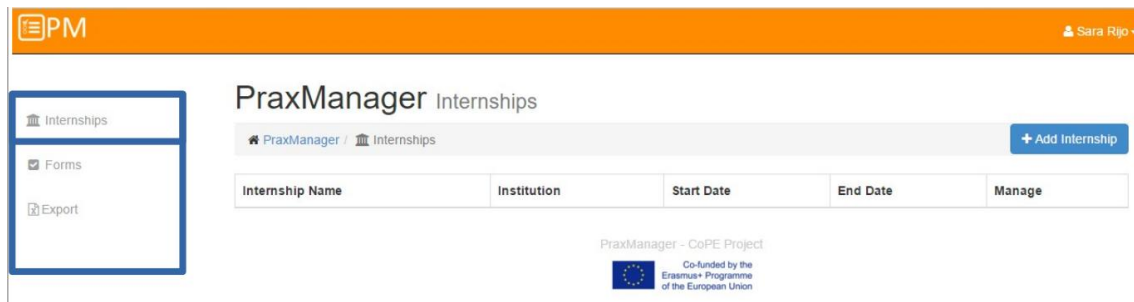 PM
Sara Rijo
Internships
Forms
Export
PraxManager Internships
PraxManager / Internships
+ Add Internship
Internship Name Institution Start Date End Date Manage
PraxManager - CoPE Project
Co-funded by the
Erasmus+ Programme
of the European Union